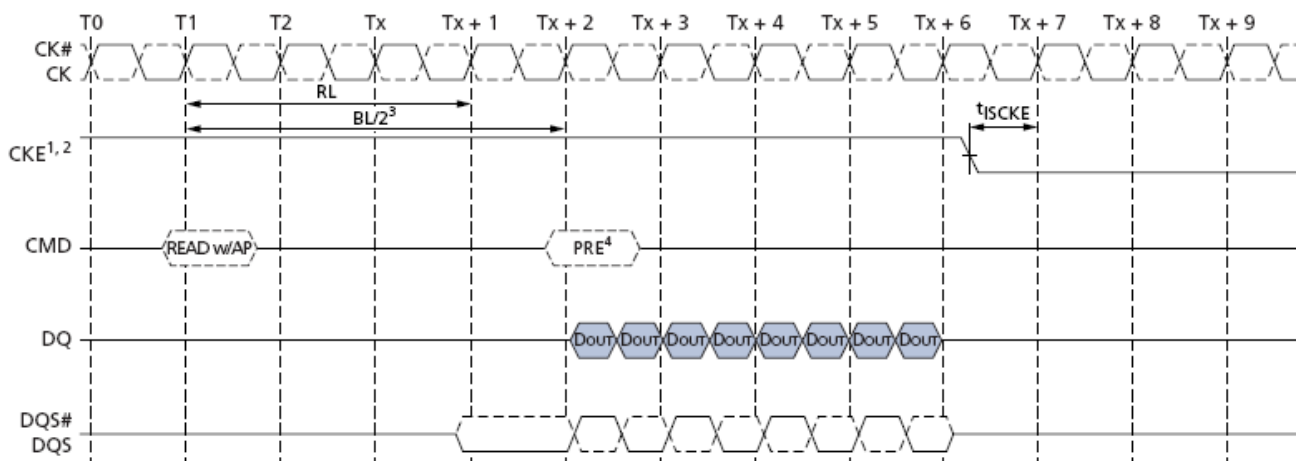 T0 T1 T2 Tx Tx + 1 Tx + 2 Tx + 3 Tx + 4 Tx + 5 Tx + 6 Tx + 7 Tx + 8 Tx + 9
CK#
CK
RL
BL/2³
tISCKE
CKE1, 2
CMD READ w/AP PRE⁴
DQ DOUT DOUT DOUT DOUT DOUT DOUT DOUT DOUT
DQS#
DQS